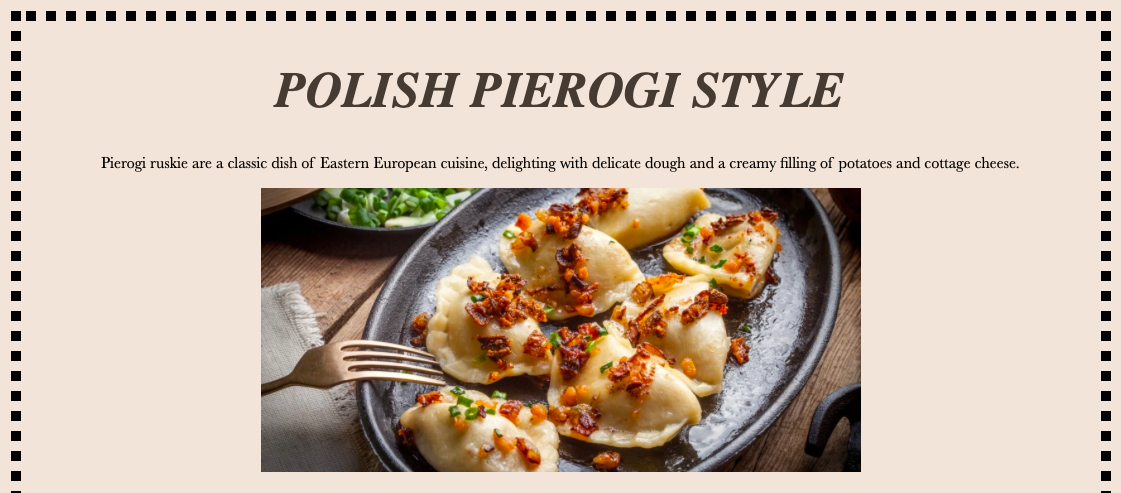 POLISH PIEROGI STYLE
Pierogi ruskie are a classic dish of Eastern European cuisine, delighting with delicate dough and a creamy filling of potatoes and cottage cheese.